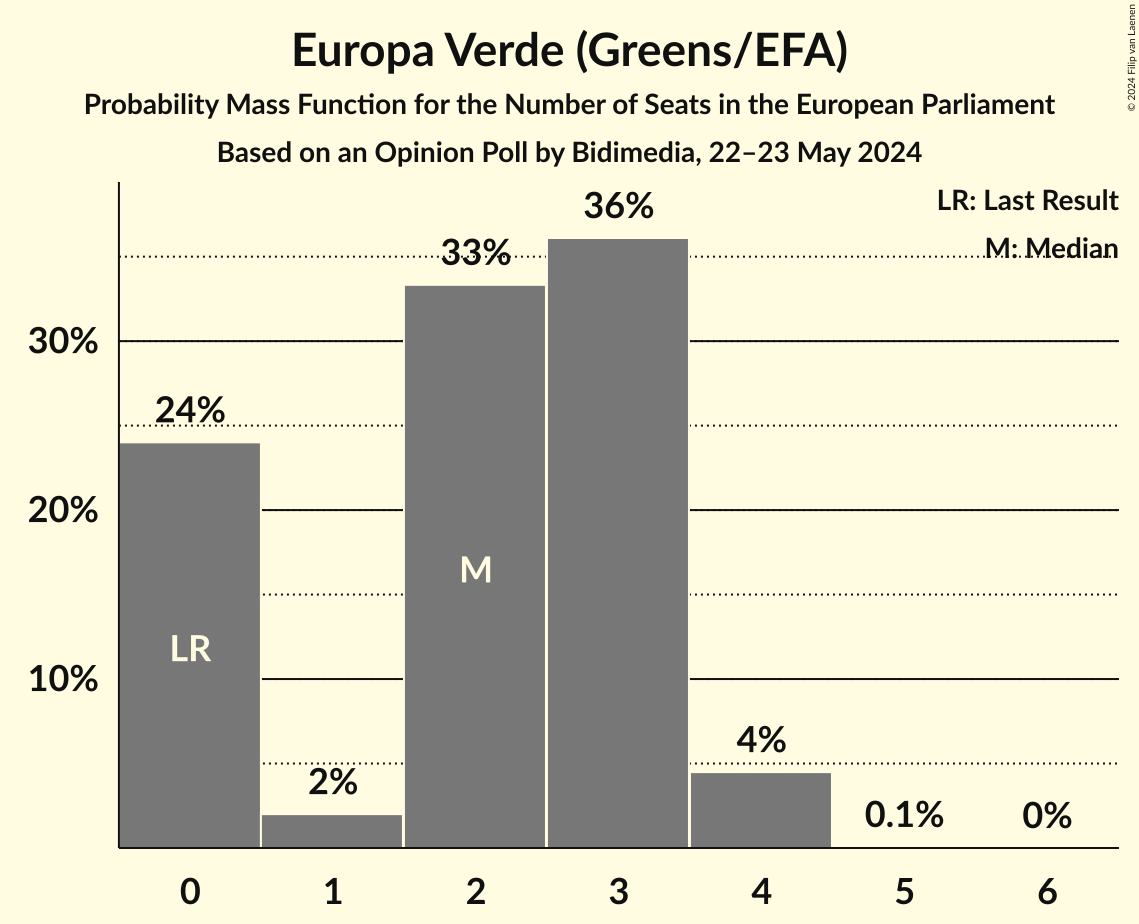 Europa Verde (Greens/EFA)
Probability Mass Function for the Number of Seats in the European Parliament
Based on an Opinion Poll by Bidimedia, 22–23 May 2024
© 2024 Filip van Laenen
LR: Last Result
M: Median
36%
33%
30%
24%
20%
M
LR
10%
4%
2%
0.1%
0%
0 1 2 3 4 5 6